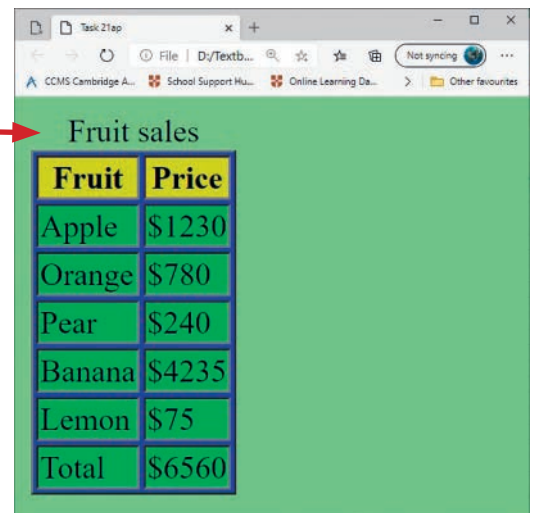 Task 21ap
File | D:/Textb...
Not syncing
CCMS Cambridge A...
School Support Hu...
Online Learning Da...
Other favourites
Fruit sales
Fruit Price
Apple $1230
Orange $780
Pear $240
Banana $4235
Lemon $75
Total $6560